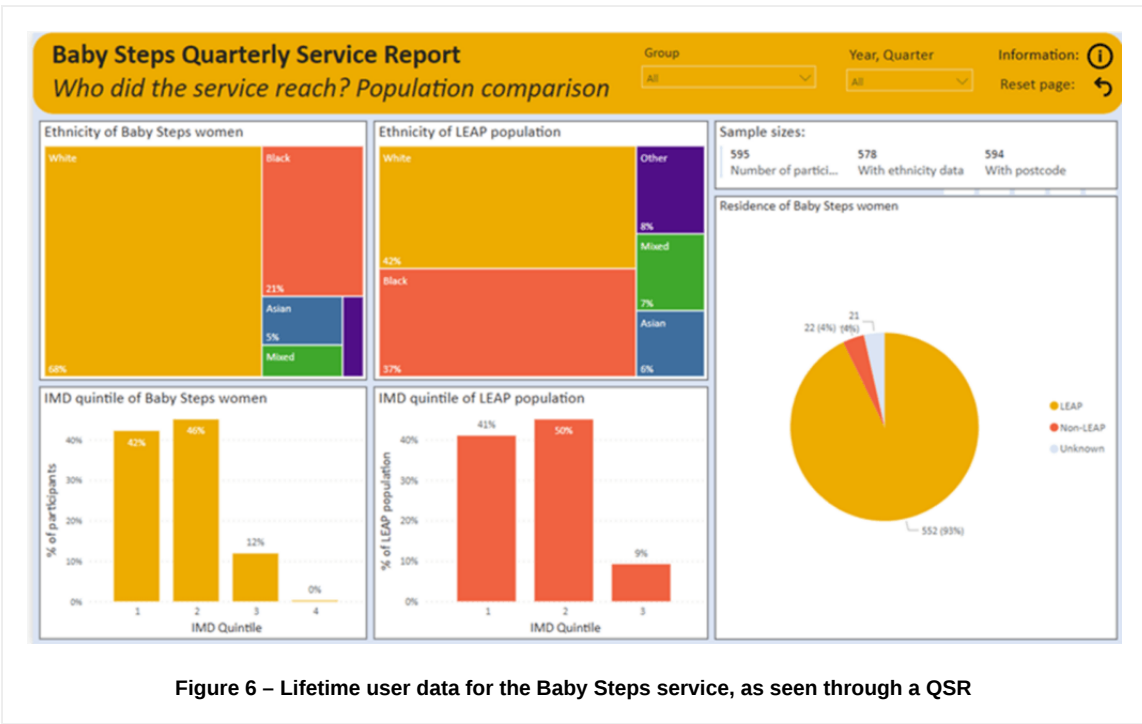 Baby Steps Quarterly Service Report
Who did the service reach? Population comparison
Group
All
Year, Quarter
All
Information:
Reset page:
Ethnicity of Baby Steps women
White
68%
Black
21%
Asian
5%
Mixed
Ethnicity of LEAP population
White
42%
Black
37%
Other
8%
Mixed
7%
Asian
6%
Sample sizes:
595
Number of partici...
578
With ethnicity data
594
With postcode
Residence of Baby Steps women
21
22 (4%) (4%)
552 (93%)
LEAP
Non-LEAP
Unknown
IMD quintile of Baby Steps women
% of participants
40%
30%
20%
10%
0%
42%
46%
12%
0%
1 2 3 4
IMD Quintile
IMD quintile of LEAP population
% of LEAP population
40%
30%
20%
10%
0%
41%
50%
9%
1 2 3
IMD Quintile
Figure 6 – Lifetime user data for the Baby Steps service, as seen through a QSR